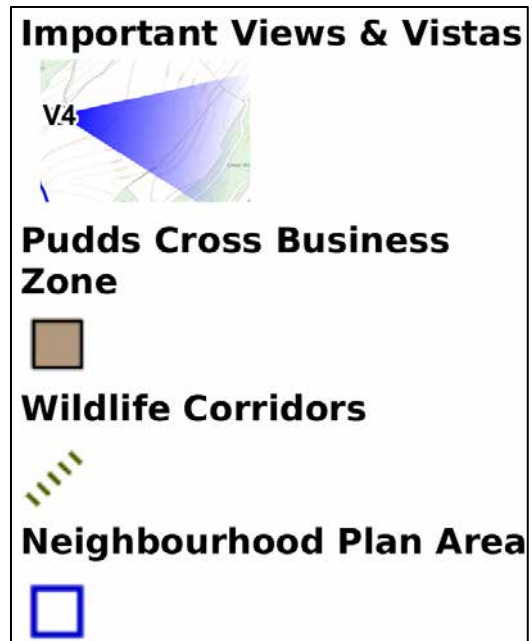 Important Views & Vistas
V4
Pudds Cross Business
Zone
Wildlife Corridors
Neighbourhood Plan Area